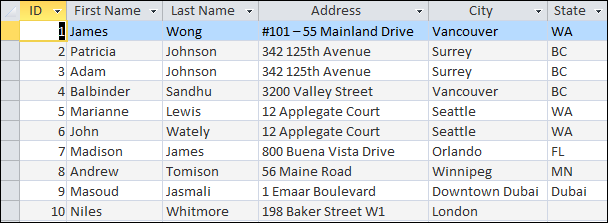 ID First Name Last Name Address City State
1 James Wong #101 – 55 Mainland Drive Vancouver WA
2 Patricia Johnson 342 125th Avenue Surrey BC
3 Adam Johnson 342 125th Avenue Surrey BC
4 Balbinder Sandhu 3200 Valley Street Vancouver BC
5 Marianne Lewis 12 Applegate Court Seattle WA
6 John Wately 12 Applegate Court Seattle WA
7 Madison James 800 Buena Vista Drive Orlando FL
8 Andrew Tomison 56 Maine Road Winnipeg MN
9 Masoud Jasmali 1 Emaar Boulevard Downtown Dubai Dubai
10 Niles Whitmore 198 Baker Street W1 London